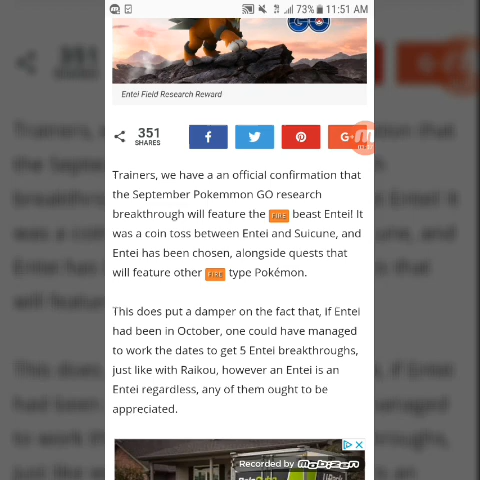 73% 11:51 AM
GO
Entei Field Research Reward
351
SHARES
G+
Trainers, we have a an official confirmation that
the September Pokemmon GO research
breakthrough will feature the FIRE beast Entei! It
was a coin toss between Entei and Suicune, and
Entei has been chosen, alongside quests that
will feature other FIRE type Pokémon.
This does put a damper on the fact that, if Entei
had been in October, one could have managed
to work the dates to get 5 Entei breakthroughs,
just like with Raikou, however an Entei is an
Entei regardless, any of them ought to be
appreciated.
Recorded by mobizen